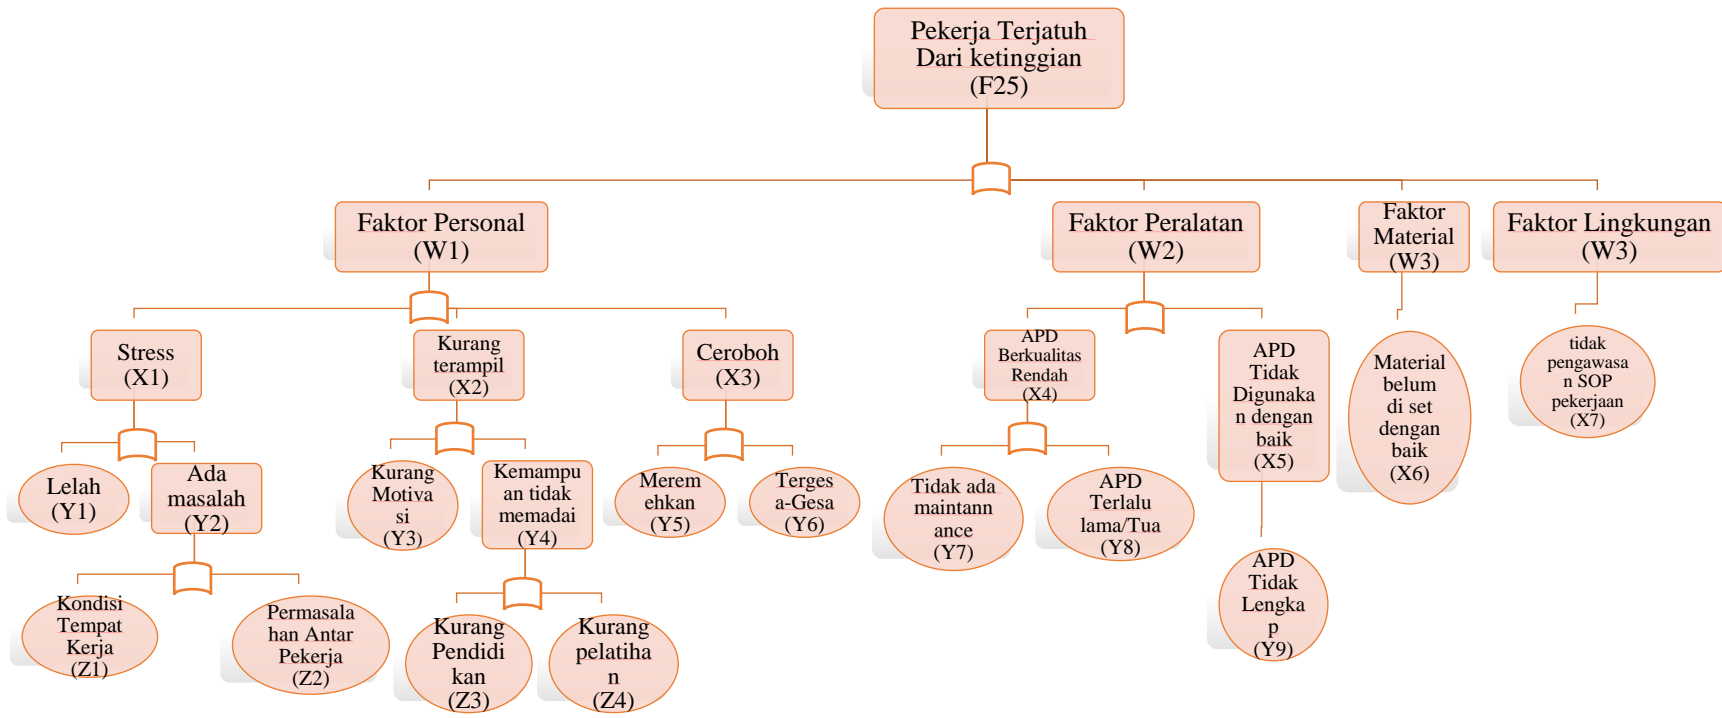 Pekerja Terjatuh
Dari ketinggian
(F25)
Faktor Personal
(W1)
Faktor Peralatan
(W2)
Faktor
Material
(W3)
Faktor Lingkungan
(W3)
Stress
(X1)
Kurang
terampil
(X2)
Ceroboh
(X3)
APD
Berkualitas
Rendah
(X4)
APD
Tidak
Digunaka
n dengan
baik
(X5)
Material
belum
di set
dengan
baik
(X6)
tidak
pengawasa
n SOP
pekerjaan
(X7)
Lelah
(Y1)
Ada
masalah
(Y2)
Kurang
Motiva
si
(Y3)
Kemampu
an tidak
memadai
(Y4)
Merem
ehkan
(Y5)
Terges
a-Gesa
(Y6)
Tidak ada
maintann
ance
(Y7)
APD
Terlalu
lama/Tua
(Y8)
APD
Tidak
Lengka
p
(Y9)
Kondisi
Tempat
Kerja
(Z1)
Permasala
han Antar
Pekerja
(Z2)
Kurang
Pendidi
kan
(Z3)
Kurang
pelatiha
n
(Z4)